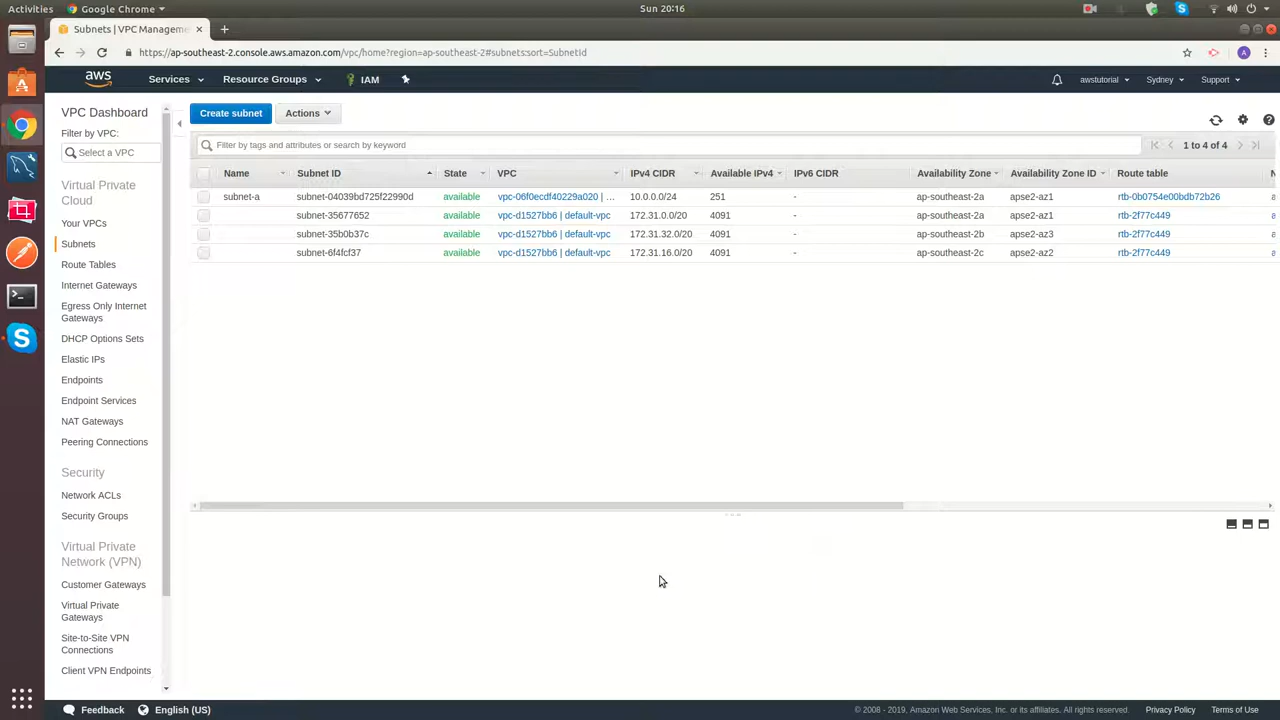 Activities Google Chrome Sun 20:16
Subnets | VPC Manageme
https://ap-southeast-2.console.aws.amazon.com/vpc/home?region=ap-southeast-2#subnets:sort=SubnetId
A
aws Services Resource Groups IAM awstutorial Sydney Support
VPC Dashboard
Filter by VPC:
Select a VPC
Virtual Private
Cloud
Your VPCs
Subnets
Route Tables
Internet Gateways
Egress Only Internet
Gateways
DHCP Options Sets
Elastic IPs
Endpoints
Endpoint Services
NAT Gateways
Peering Connections
Security
Network ACLs
Security Groups
Virtual Private
Network (VPN)
Customer Gateways
Virtual Private
Gateways
Site-to-Site VPN
Connections
Client VPN Endpoints
Create subnet Actions
Filter by tags and attributes or search by keyword
1 to 4 of 4
Name Subnet ID State VPC IPv4 CIDR Available IPv4 IPv6 CIDR Availability Zone Availability Zone ID Route table
subnet-a subnet-04039bd725f22990d available vpc-06f0ecdf40229a020 | ... 10.0.0.0/24 251 - ap-southeast-2a apse2-az1 rtb-0b0754e00bdb72b26
subnet-35677652 available vpc-d1527bb6 | default-vpc 172.31.0.0/20 4091 - ap-southeast-2a apse2-az1 rtb-2f77c449
subnet-35b0b37c available vpc-d1527bb6 | default-vpc 172.31.32.0/20 4091 - ap-southeast-2b apse2-az3 rtb-2f77c449
subnet-6f4fcf37 available vpc-d1527bb6 | default-vpc 172.31.16.0/20 4091 - ap-southeast-2c apse2-az2 rtb-2f77c449
Feedback English (US)
© 2008 - 2019, Amazon Web Services, Inc. or its affiliates. All rights reserved. Privacy Policy Terms of Use